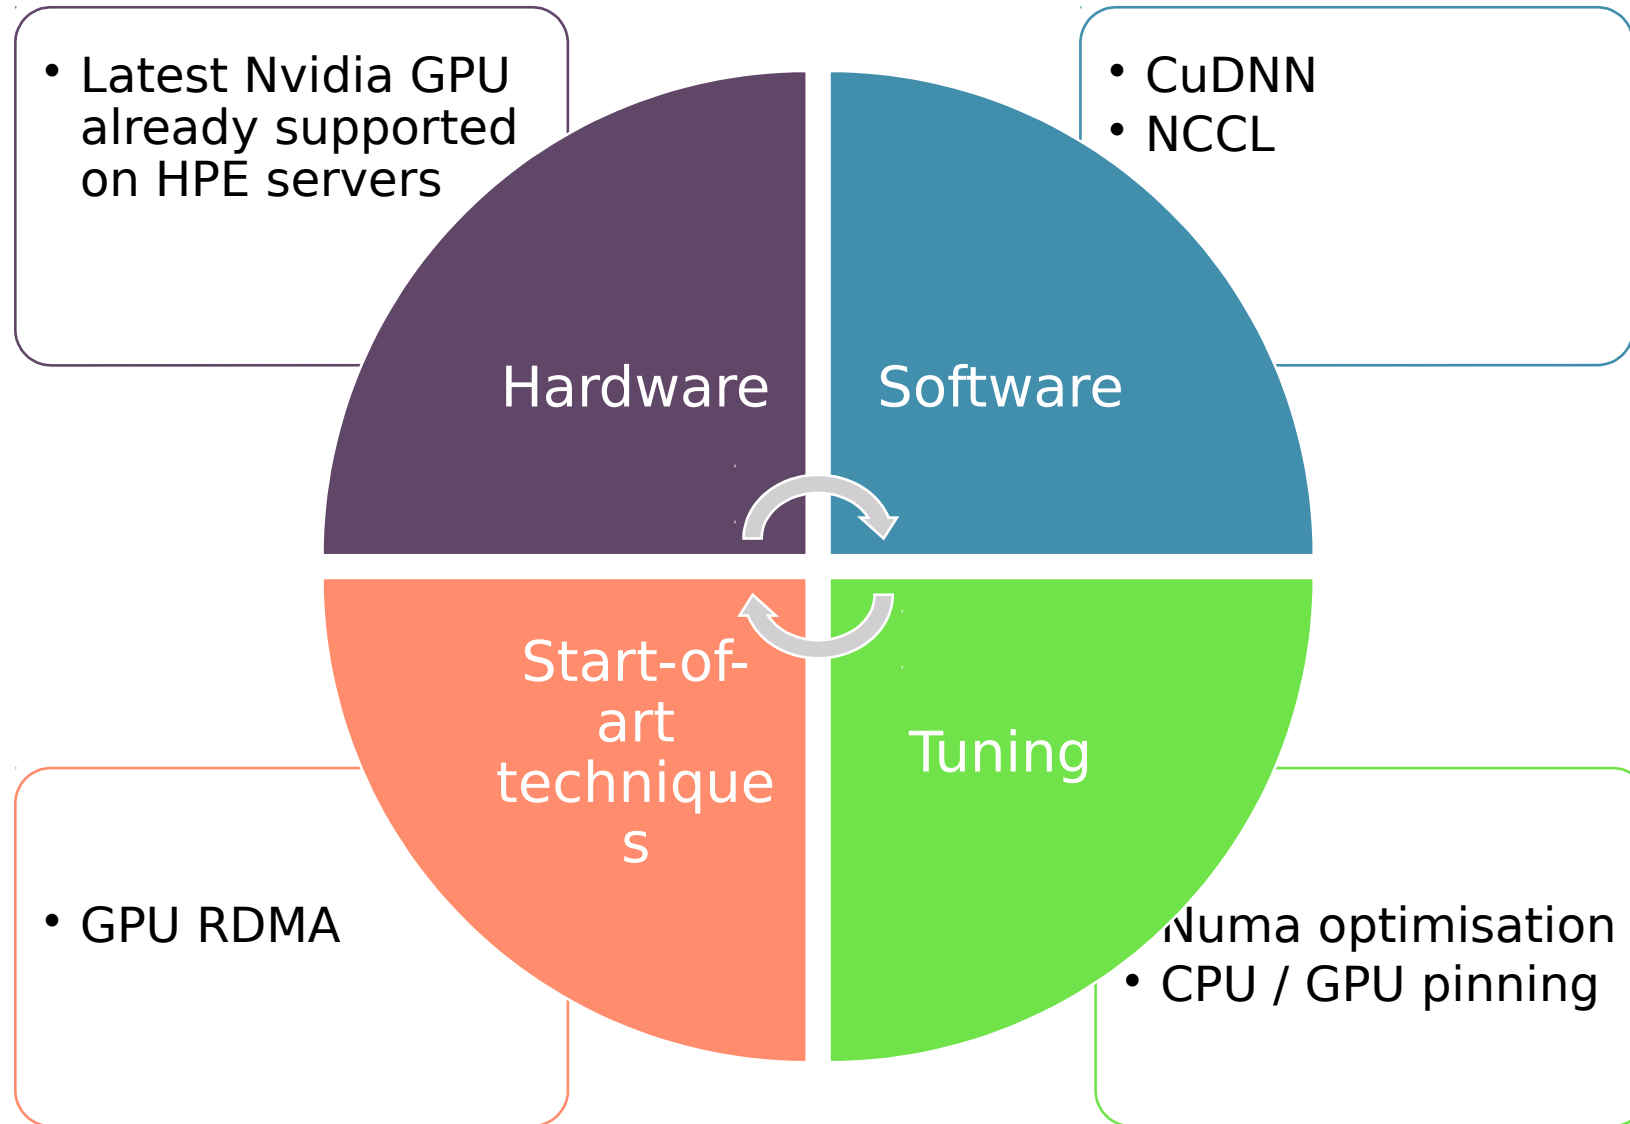 • Latest Nvidia GPU
already supported
on HPE servers
• CuDNN
• NCCL
Hardware
Software
Start-of-
art
technique
s
Tuning
• GPU RDMA
Numa optimisation
• CPU / GPU pinning